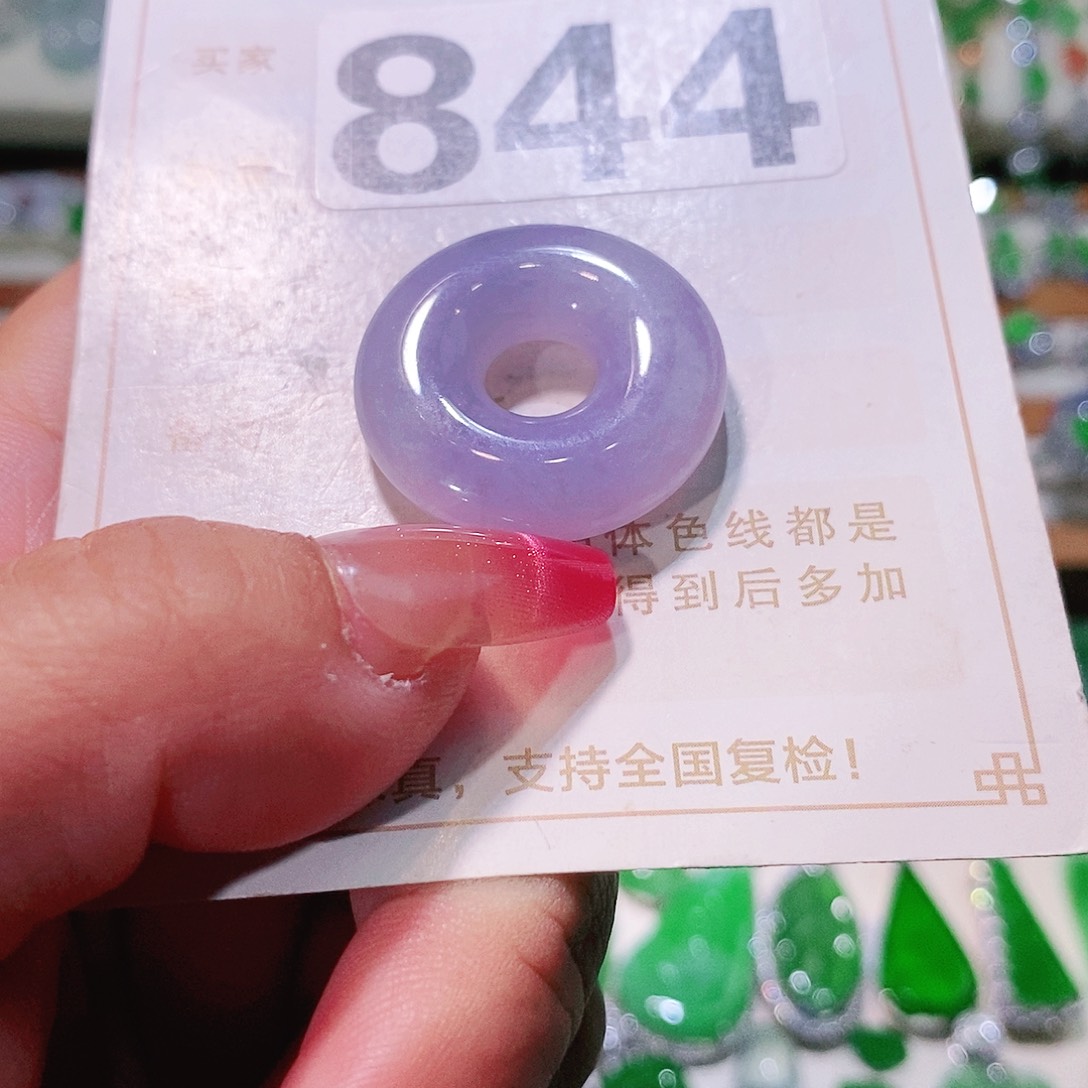 买家
844
体色线都是
得到后多加
真，支持全国复检！